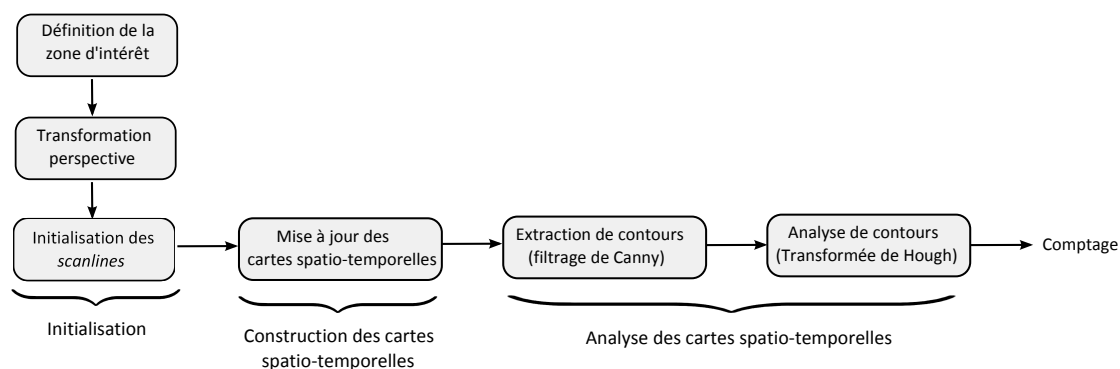 Définition de la
zone d'intérêt
Transformation
perspective
Initialisation des
scanlines
Mise à jour des
cartes spatio-temporelles
Extraction de contours
(filtrage de Canny)
Analyse de contours
(Transformée de Hough)
Comptage
Initialisation
Construction des cartes
spatio-temporelles
Analyse des cartes spatio-temporelles